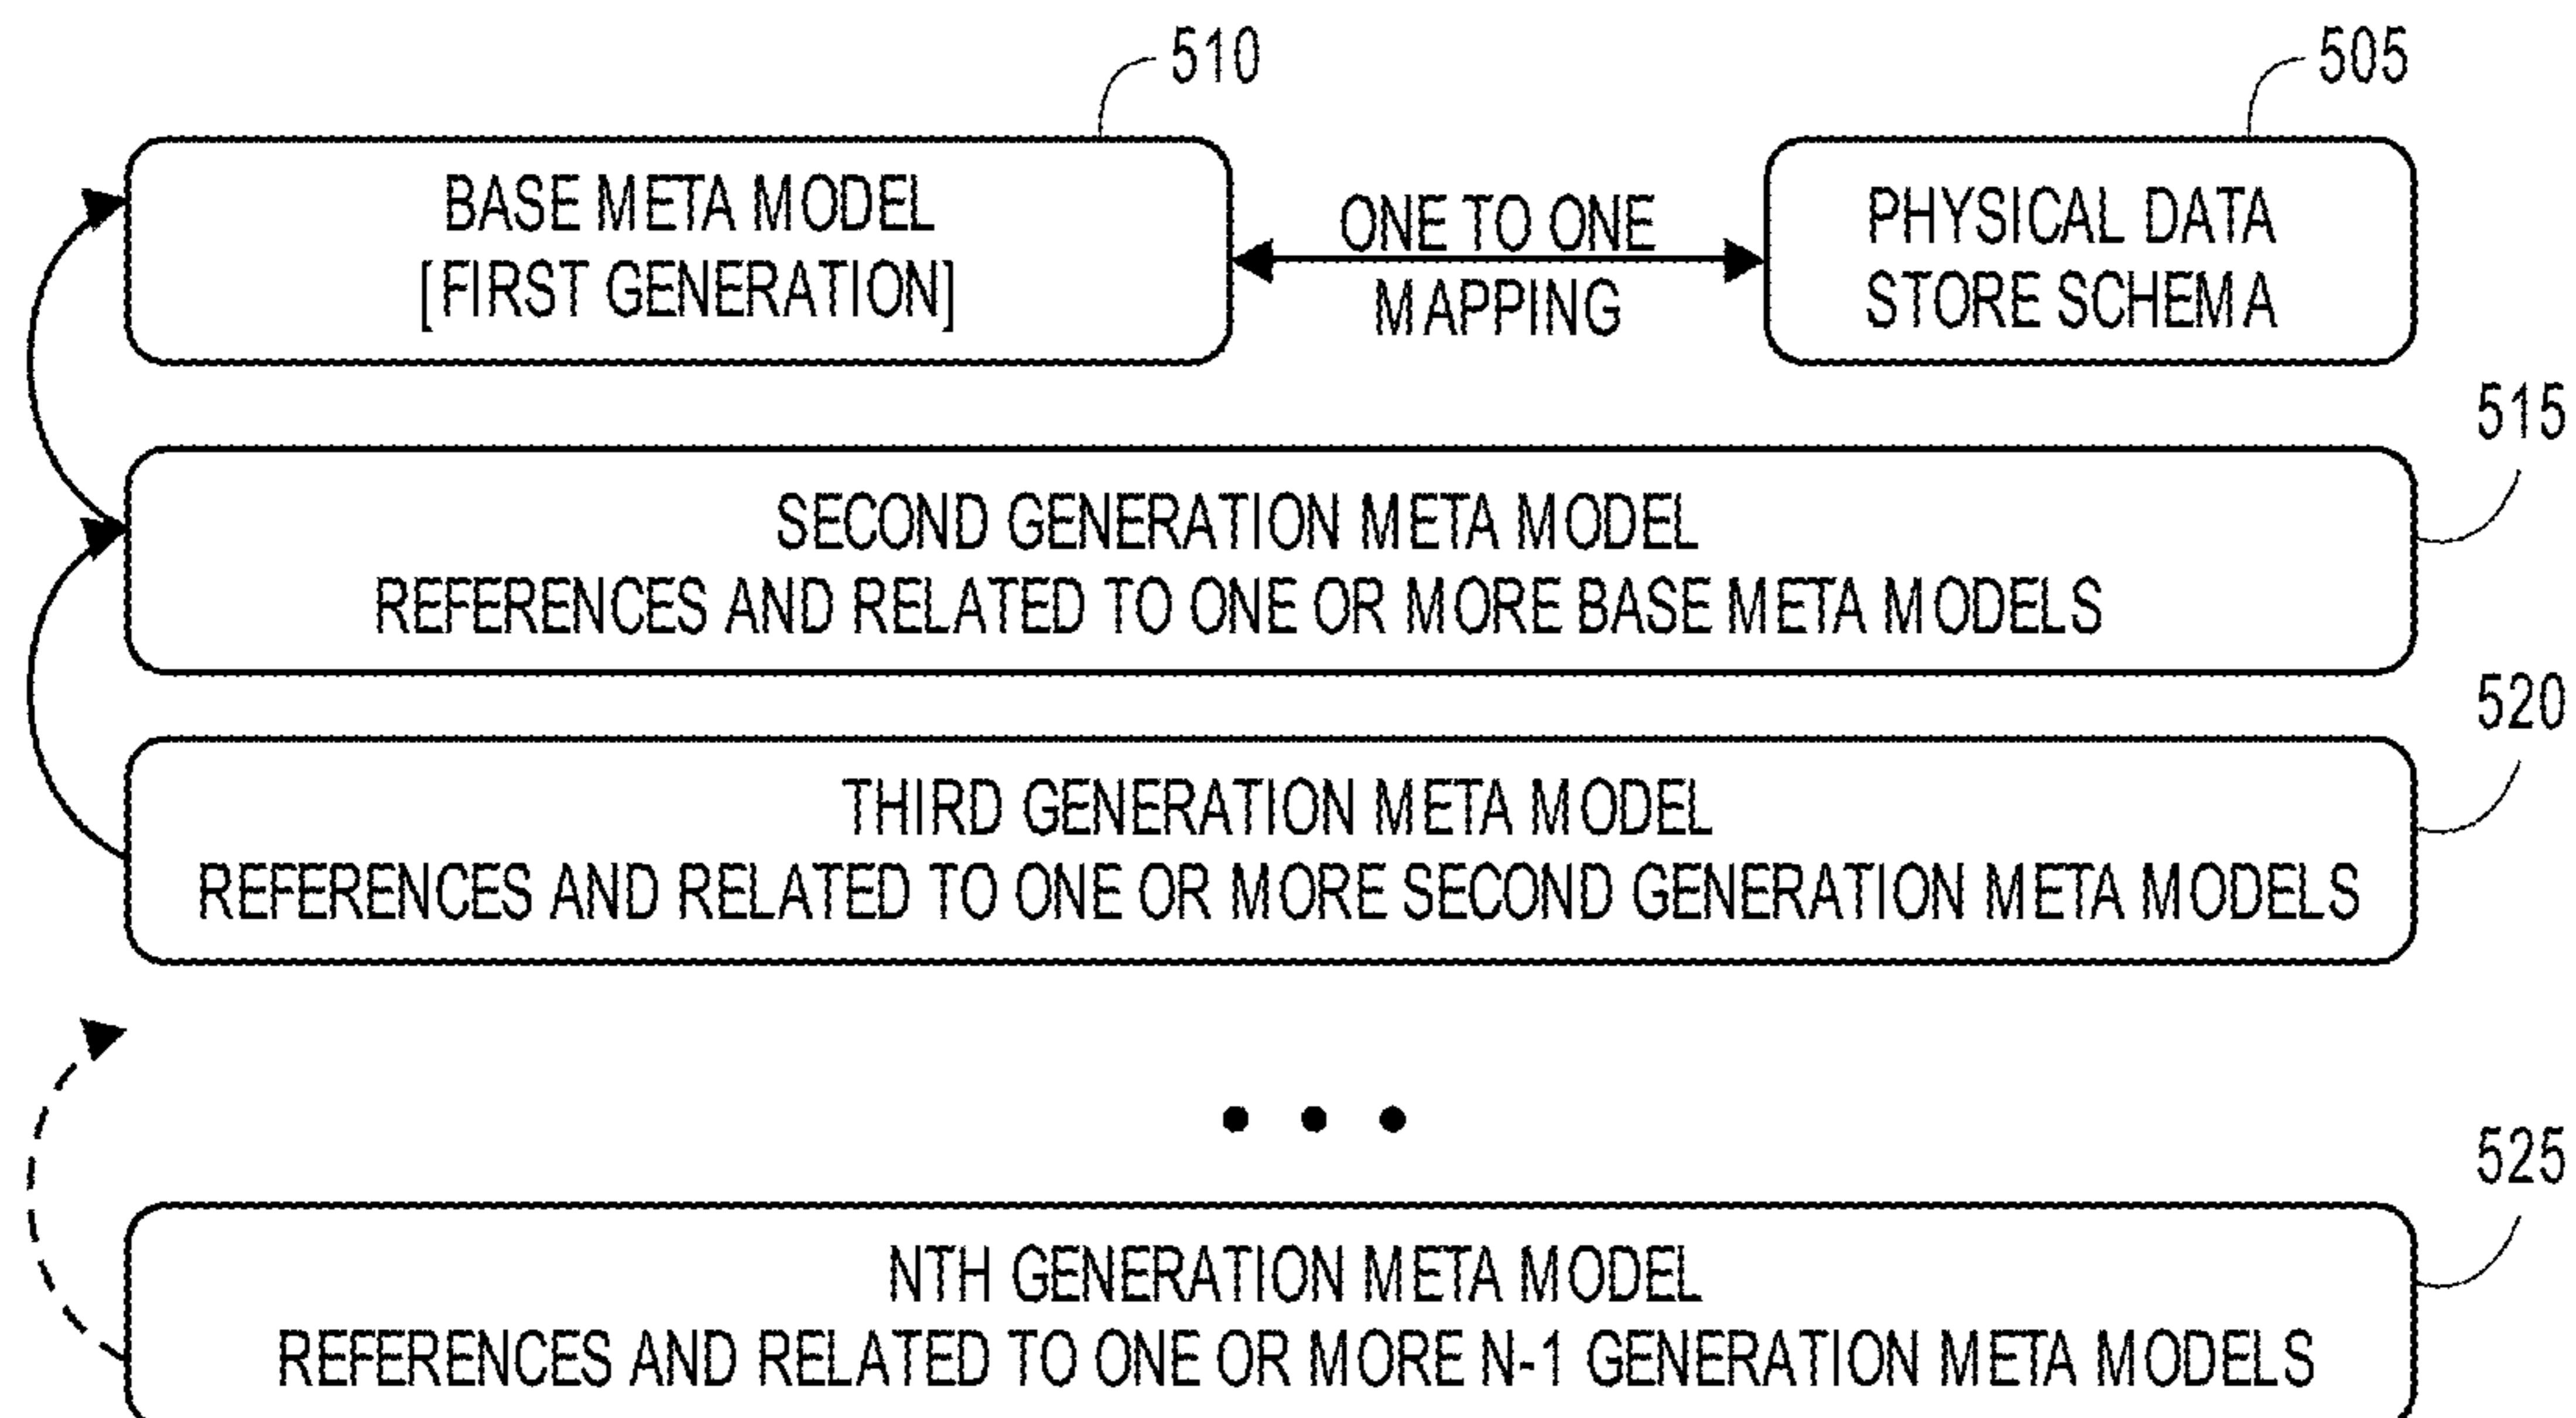 510
505
BASE META MODEL
[FIRST GENERATION]
ONE TO ONE
MAPPING
PHYSICAL DATA
STORE SCHEMA
515
SECOND GENERATION META MODEL
REFERENCES AND RELATED TO ONE OR MORE BASE META MODELS
520
THIRD GENERATION META MODEL
REFERENCES AND RELATED TO ONE OR MORE SECOND GENERATION META MODELS
• • •
525
NTH GENERATION META MODEL
REFERENCES AND RELATED TO ONE OR MORE N-1 GENERATION META MODELS